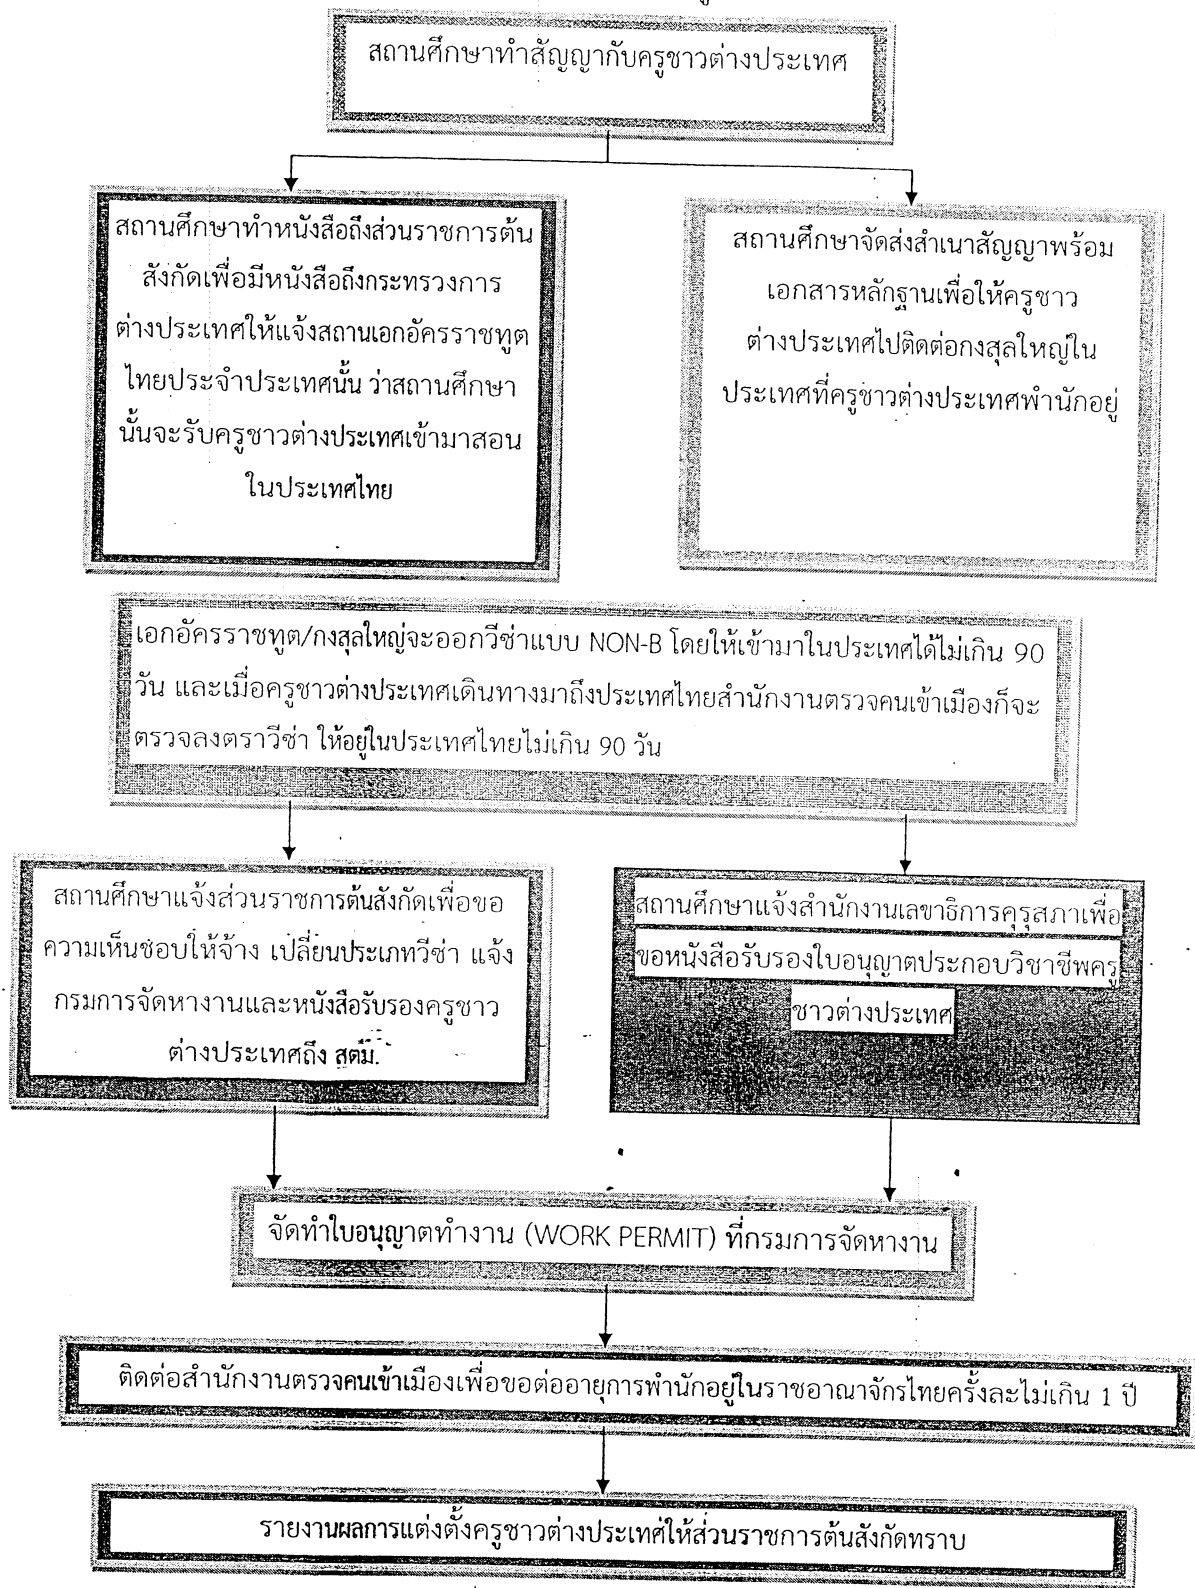 สถานศึกษาทำสัญญากับครูชาวต่างประเทศ
สถานศึกษาทำหนังสือถึงส่วนราชการต้น
สังกัดเพื่อมีหนังสือถึงกระทรวงการ
ต่างประเทศให้แจ้งสถานเอกอัครราชทูต
ไทยประจำประเทศนั้น ว่าสถานศึกษา
นั้นจะรับครูชาวต่างประเทศเข้ามาสอน
ในประเทศไทย
สถานศึกษาจัดส่งสำเนาสัญญาพร้อม
เอกสารหลักฐานเพื่อให้ครูชาว
ต่างประเทศไปติดต่อกงสุลใหญ่ใน
ประเทศที่ครูชาวต่างประเทศพำนักอยู่
เอกอัครราชทูต/กงสุลใหญ่จะออกวีซ่าแบบ NON-B โดยให้เข้ามาในประเทศได้ไม่เกิน 90
วัน และเมื่อครูชาวต่างประเทศเดินทางมาถึงประเทศไทยสำนักงานตรวจคนเข้าเมืองก็จะ
ตรวจลงตราวีซ่า ให้อยู่ในประเทศไทยไม่เกิน 90 วัน
สถานศึกษาแจ้งส่วนราชการต้นสังกัดเพื่อขอ
ความเห็นชอบให้จ้าง เปลี่ยนประเภทวีซ่า แจ้ง
กรมการจัดหางานและหนังสือรับรองครูชาว
ต่างประเทศถึง สตม.
สถานศึกษาแจ้งสำนักงานเลขาธิการคุรุสภาเพื่อ
ขอหนังสือรับรองใบอนุญาตประกอบวิชาชีพครู
ชาวต่างประเทศ
จัดทำใบอนุญาตทำงาน (WORK PERMIT) ที่กรมการจัดหางาน
ติดต่อสำนักงานตรวจคนเข้าเมืองเพื่อขอต่ออายุการพำนักอยู่ในราชอาณาจักรไทยครั้งละไม่เกิน 1 ปี
รายงานผลการแต่งตั้งครูชาวต่างประเทศให้ส่วนราชการต้นสังกัดทราบ